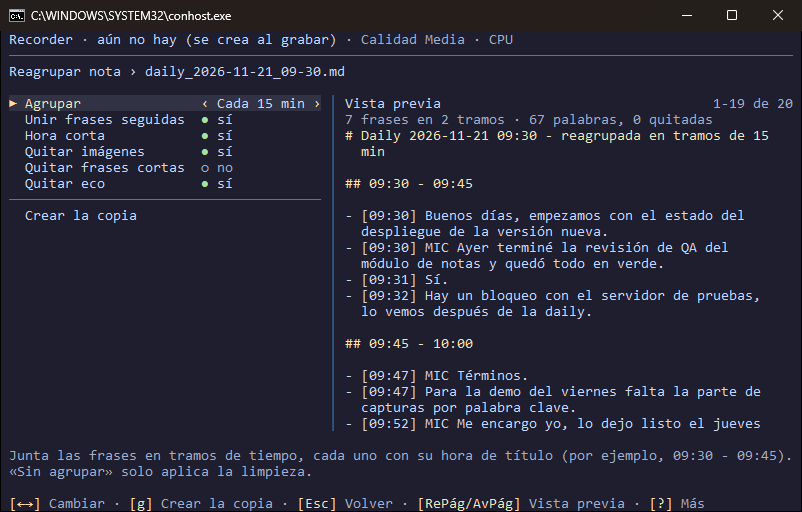 C:\WINDOWS\SYSTEM32\conhost.exe
Recorder · aún no hay (se crea al grabar) · Calidad Media · CPU
Reagrupar nota › daily_2026-11-21_09-30.md
► Agrupar ‹ Cada 15 min ›
Unir frases seguidas ● sí
Hora corta ● sí
Quitar imágenes ● sí
Quitar frases cortas ○ no
Quitar eco ● sí
Crear la copia
Vista previa 1-19 de 20
7 frases en 2 tramos · 67 palabras, 0 quitadas
# Daily 2026-11-21 09:30 - reagrupada en tramos de 15
min
## 09:30 - 09:45
- [09:30] Buenos días, empezamos con el estado del
despliegue de la versión nueva.
- [09:30] MIC Ayer terminé la revisión de QA del
módulo de notas y quedó todo en verde.
- [09:31] Sí.
- [09:32] Hay un bloqueo con el servidor de pruebas,
lo vemos después de la daily.
## 09:45 - 10:00
- [09:47] MIC Términos.
- [09:47] Para la demo del viernes falta la parte de
capturas por palabra clave.
- [09:52] MIC Me encargo yo, lo dejo listo el jueves
Junta las frases en tramos de tiempo, cada uno con su hora de título (por ejemplo, 09:30 - 09:45).
«Sin agrupar» solo aplica la limpieza.
[↔] Cambiar · [g] Crear la copia · [Esc] Volver · [RePág/AvPág] Vista previa · [?] Más